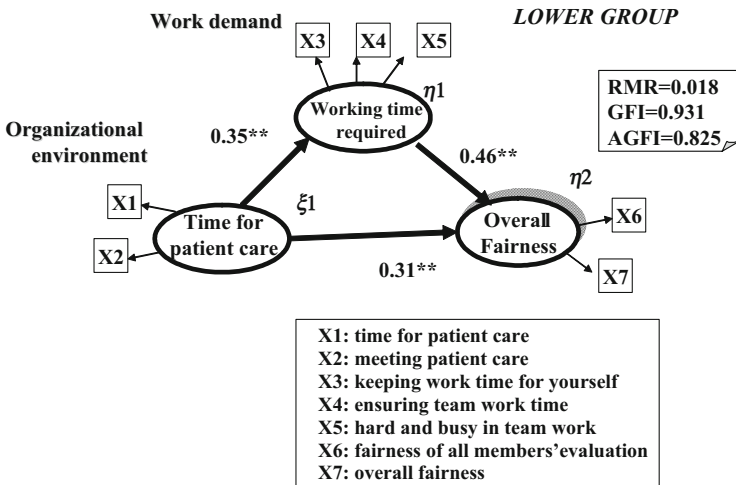 Work demand
LOWER GROUP
X3
X4
X5
η1
Working time
required
RMR=0.018
GFI=0.931
AGFI=0.825
Organizational
environment
0.35**
0.46**
X1
X2
ξ1
Time for
patient care
η2
Overall
Fairness
X6
X7
0.31**
X1: time for patient care
X2: meeting patient care
X3: keeping work time for yourself
X4: ensuring team work time
X5: hard and busy in team work
X6: fairness of all members'evaluation
X7: overall fairness